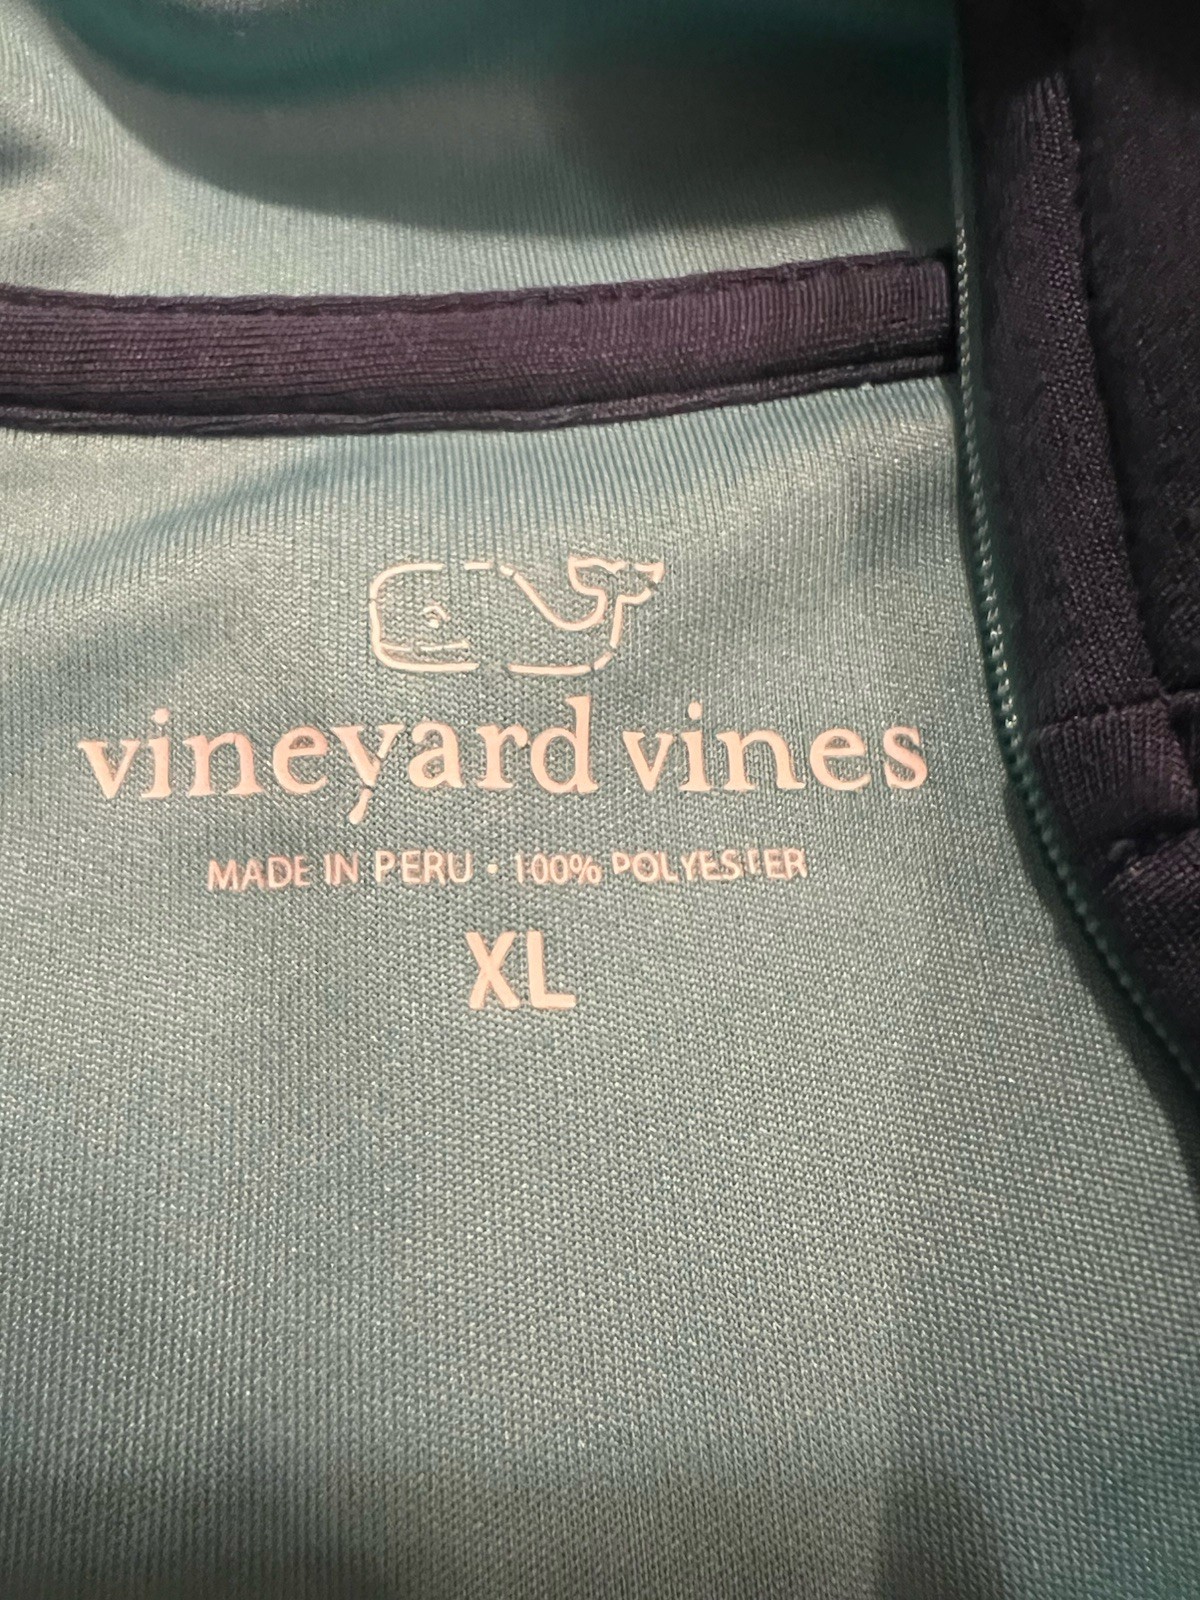 vineyard vines
MADE IN PERU • 100% POLYESTER
XL